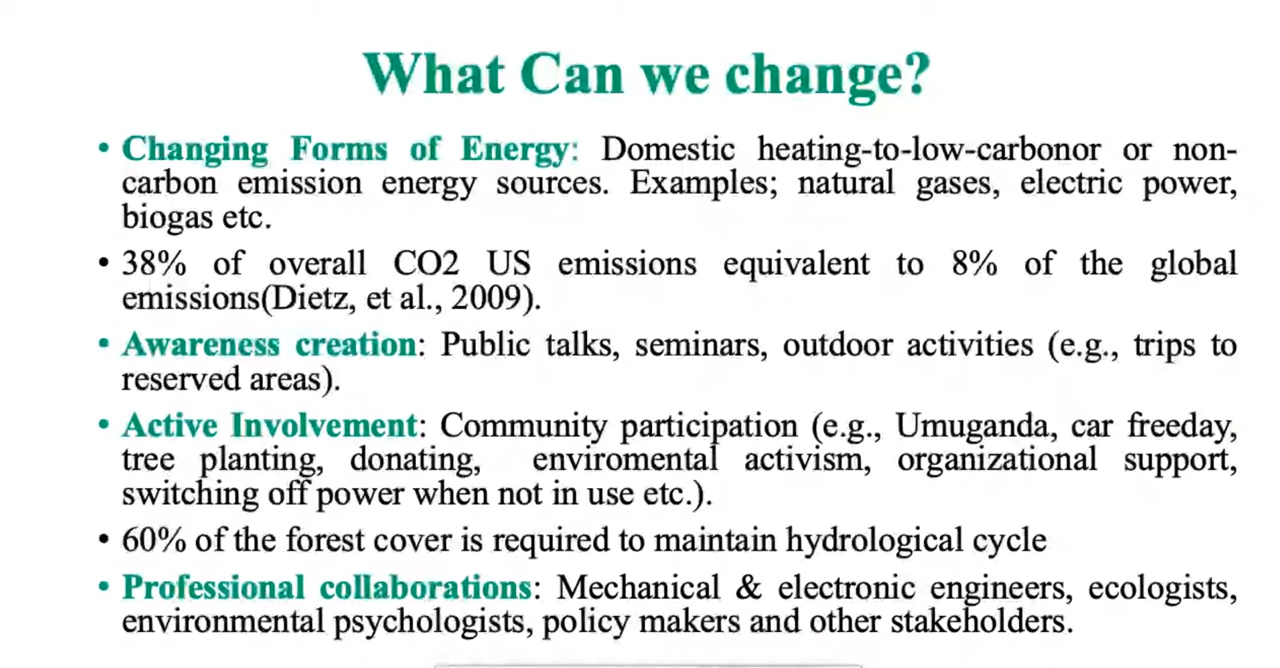 What Can we change?
• Changing Forms of Energy: Domestic heating-to-low-carbonor or non-
carbon emission energy sources. Examples; natural gases, electric power,
biogas etc.
• 38% of overall CO2 US emissions equivalent to 8% of the global
emissions(Dietz, et al., 2009).
• Awareness creation: Public talks, seminars, outdoor activities (e.g., trips to
reserved areas).
• Active Involvement: Community participation (e.g., Umuganda, car freeday,
tree planting, donating, enviromental activism, organizational support,
switching off power when not in use etc.).
• 60% of the forest cover is required to maintain hydrological cycle
• Professional collaborations: Mechanical & electronic engineers, ecologists,
environmental psychologists, policy makers and other stakeholders.